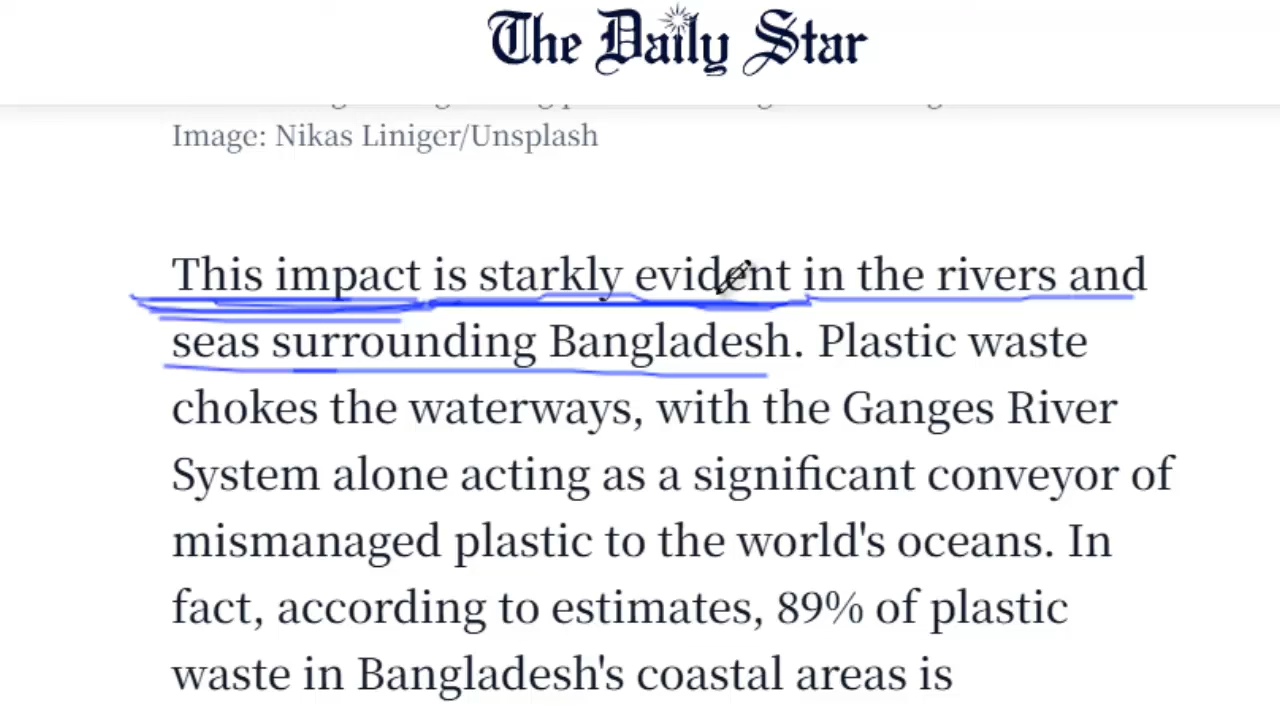 The Daily Star
Image: Nikas Liniger/Unsplash
This impact is starkly evident in the rivers and
seas surrounding Bangladesh. Plastic waste
chokes the waterways, with the Ganges River
System alone acting as a significant conveyor of
mismanaged plastic to the world's oceans. In
fact, according to estimates, 89% of plastic
waste in Bangladesh's coastal areas is